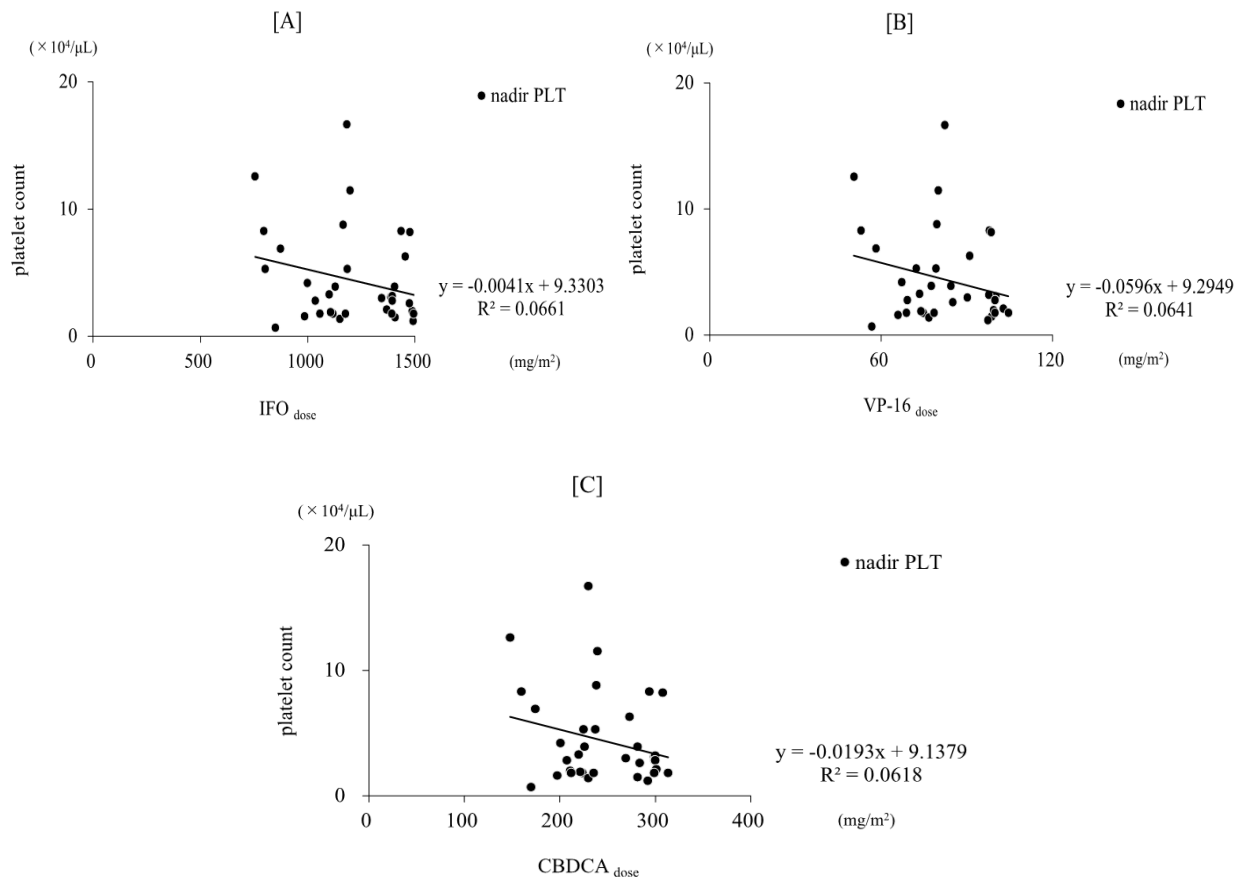 [A]
(×10⁴/μL)
20
nadir PLT
platelet count
10
y = -0.0041x + 9.3303
R² = 0.0661
0
0 500 1000 1500 (mg/m²)
IFO dose
[B]
(×10⁴/μL)
20
nadir PLT
platelet count
10
y = -0.0596x + 9.2949
R² = 0.0641
0
0 60 120 (mg/m²)
VP-16 dose
[C]
(×10⁴/μL)
20
nadir PLT
platelet count
10
y = -0.0193x + 9.1379
R² = 0.0618
0
0 100 200 300 400 (mg/m²)
CBDCA dose